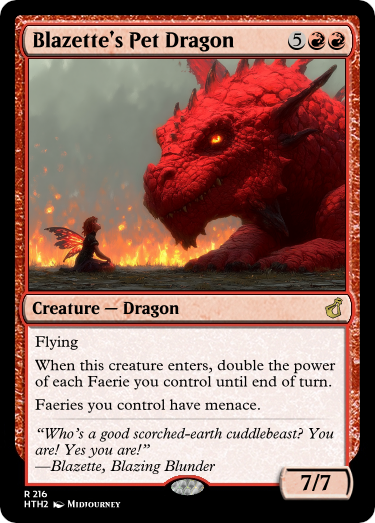 Blazette's Pet Dragon 5
Creature — Dragon
Flying
When this creature enters, double the power
of each Faerie you control until end of turn.
Faeries you control have menace.
“Who's a good scorched-earth cuddlebeast? You
are! Yes you are!”
—Blazette, Blazing Blunder
7/7
R 216
HTH2 Midjourney